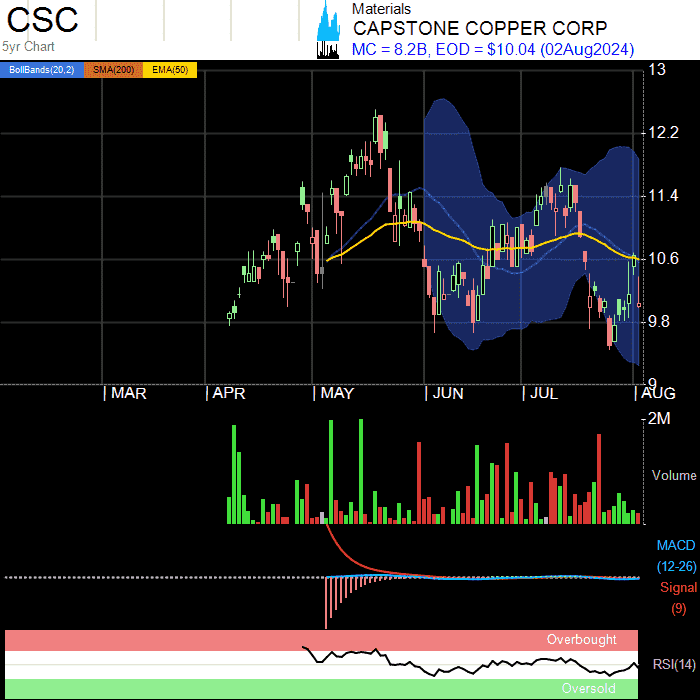 CSC
5yr Chart
Materials
CAPSTONE COPPER CORP
MC = 8.2B, EOD = $10.04 (02Aug2024)
BollBands(20,2) SMA(200) EMA(50)
13
12.2
11.4
10.6
9.8
9
| MAR | APR | MAY | JUN | JUL | AUG
2M
Volume
MACD
(12-26)
Signal
(9)
Overbought
RSI(14)
Oversold